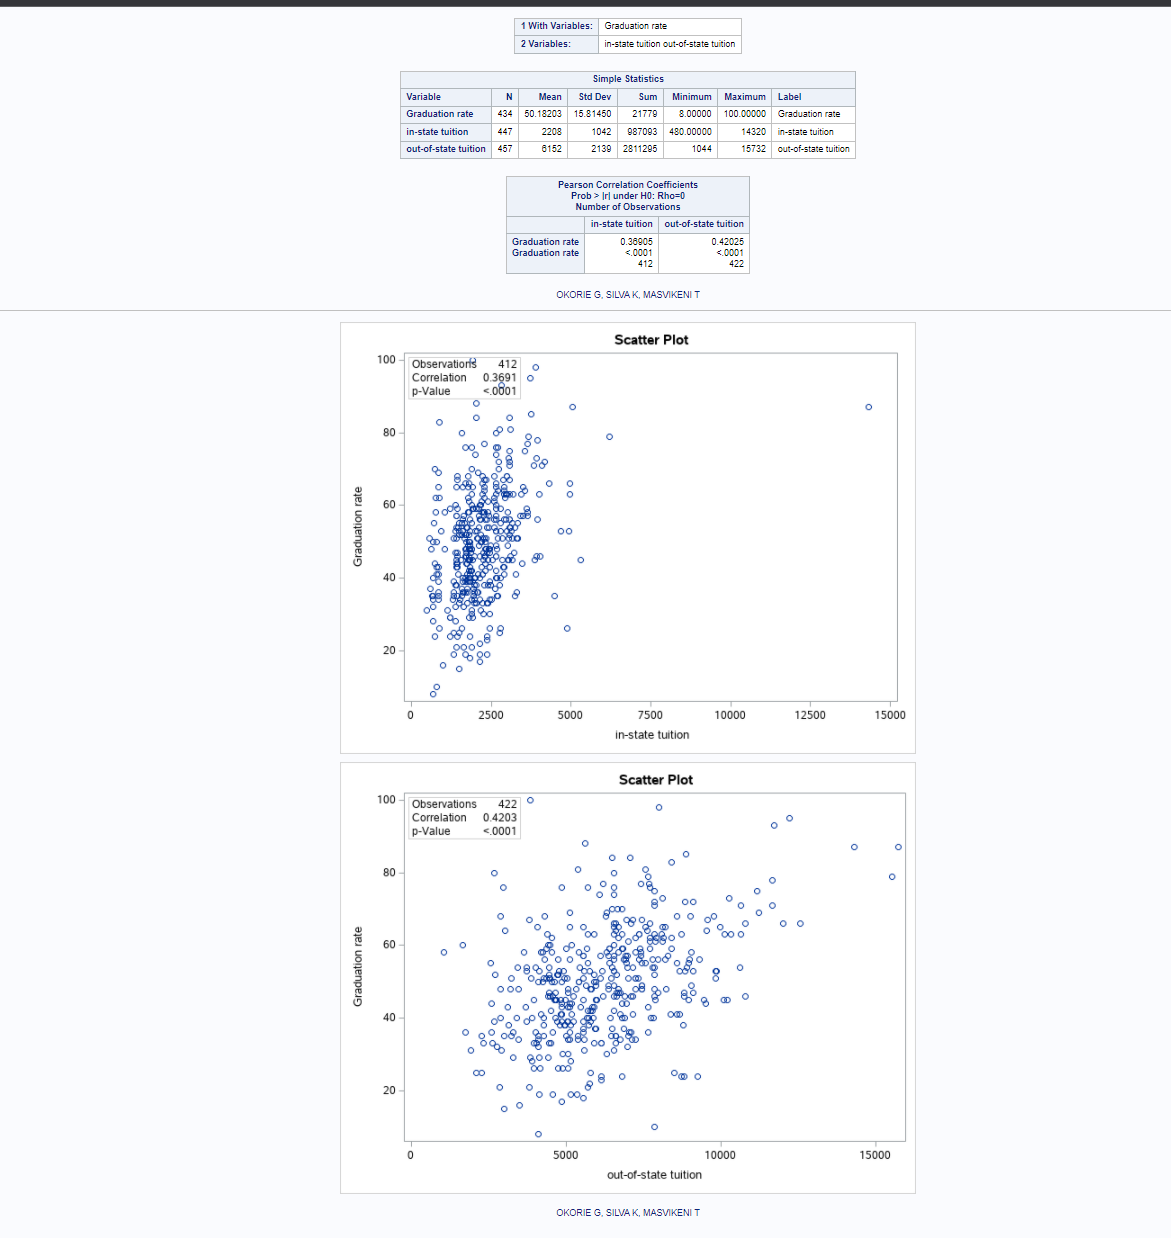 1 With Variables: Graduation rate
2 Variables: in-state tuition out-of-state tuition
Simple Statistics
Variable N Mean Std Dev Sum Minimum Maximum Label
Graduation rate 434 50.18203 15.81450 21779 8.00000 100.00000 Graduation rate
in-state tuition 447 2208 1042 987093 480.00000 14320 in-state tuition
out-of-state tuition 457 6152 2139 2811295 1044 15732 out-of-state tuition
Pearson Correlation Coefficients
Prob > |r| under H0: Rho=0
Number of Observations
in-state tuition out-of-state tuition
Graduation rate 0.36905 0.42025
Graduation rate <.0001 <.0001
412 422
OKORIE G, SILVA K, MASVIKENI T
Scatter Plot
Observations 412
Correlation 0.3691
p-Value <.0001
100
80
60
40
20
Graduation rate
0 2500 5000 7500 10000 12500 15000
in-state tuition
Scatter Plot
Observations 422
Correlation 0.4203
p-Value <.0001
100
80
60
40
20
Graduation rate
0 5000 10000 15000
out-of-state tuition
OKORIE G, SILVA K, MASVIKENI T